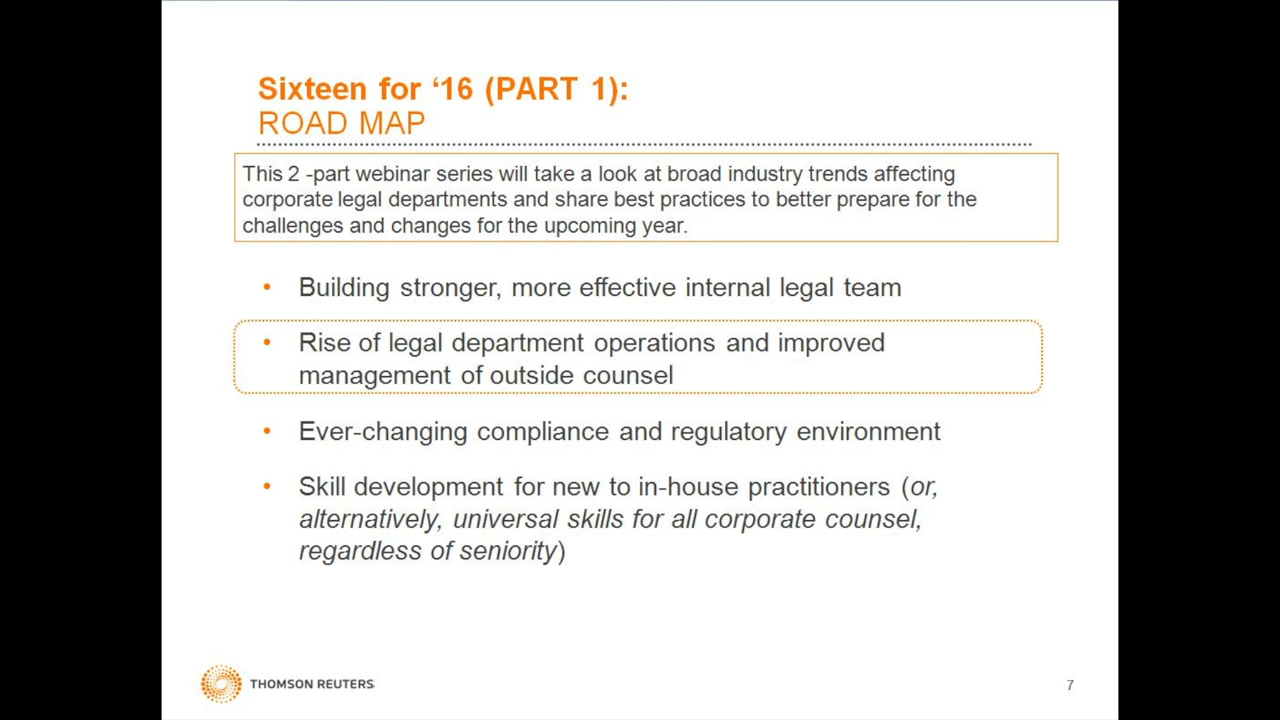 Sixteen for ‘16 (PART 1):
ROAD MAP
This 2 -part webinar series will take a look at broad industry trends affecting
corporate legal departments and share best practices to better prepare for the
challenges and changes for the upcoming year.
• Building stronger, more effective internal legal team
• Rise of legal department operations and improved
management of outside counsel
• Ever-changing compliance and regulatory environment
• Skill development for new to in-house practitioners (or,
alternatively, universal skills for all corporate counsel,
regardless of seniority)
THOMSON REUTERS
7